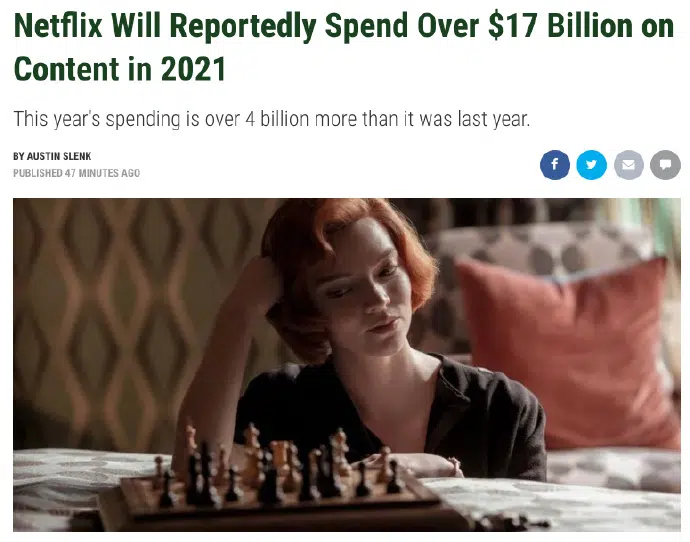 Netflix Will Reportedly Spend Over $17 Billion on
Content in 2021
This year's spending is over 4 billion more than it was last year.
BY AUSTIN SLENK
PUBLISHED 47 MINUTES AGO